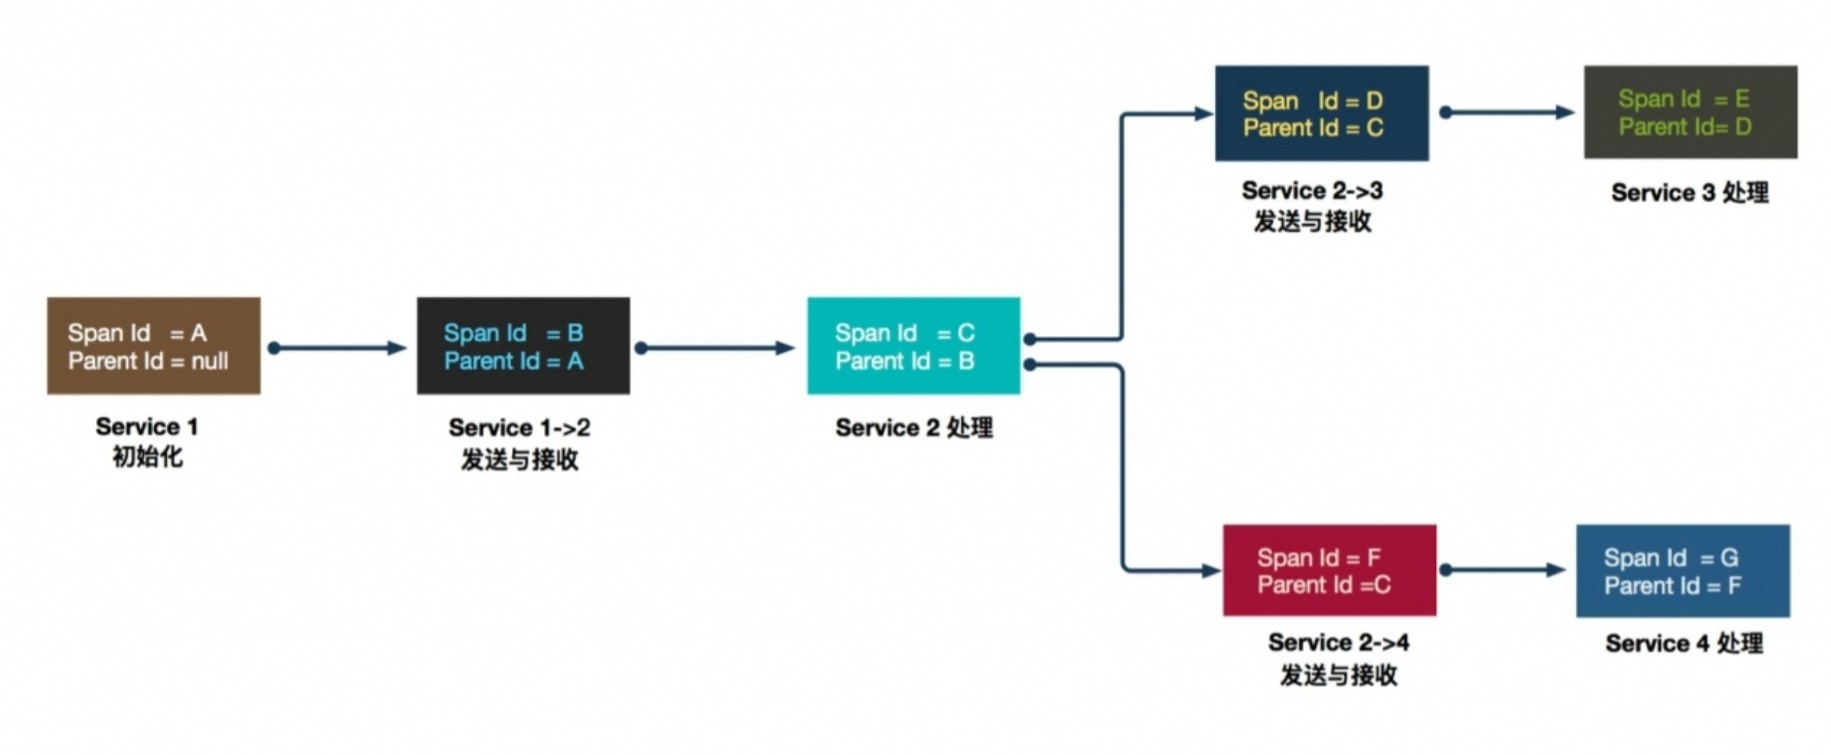 Span Id = A
Parent Id = null
Service 1
初始化
Span Id = B
Parent Id = A
Service 1->2
发送与接收
Span Id = C
Parent Id = B
Service 2 处理
Span Id = D
Parent Id = C
Service 2->3
发送与接收
Span Id = E
Parent Id= D
Service 3 处理
Span Id = F
Parent Id =C
Service 2->4
发送与接收
Span Id = G
Parent Id = F
Service 4 处理